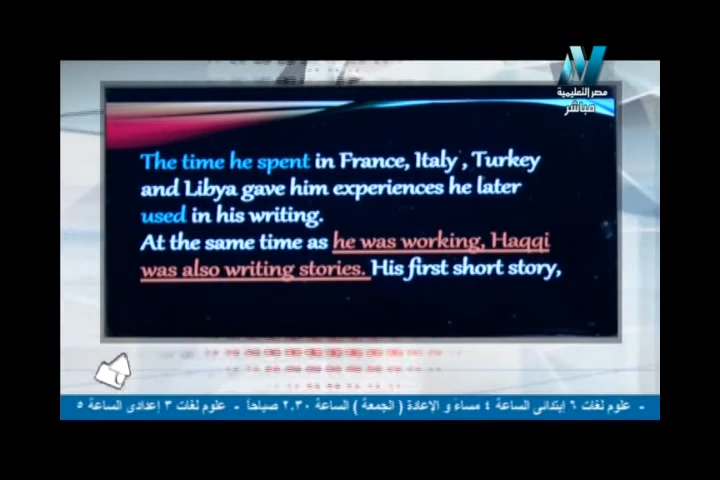 مصر التعليمية
مباشر
The time he spent in France, Italy , Turkey
and Libya gave him experiences he later
used in his writing.
At the same time as he was working, Haqqi
was also writing stories. His first short story,
- علوم لغات ٦ إبتدائى الساعة ٤ مساءً و الإعادة ( الجمعة ) الساعة ٢.٣٠ صباحاً - علوم لغات ٣ إعدادى الساعة ٥